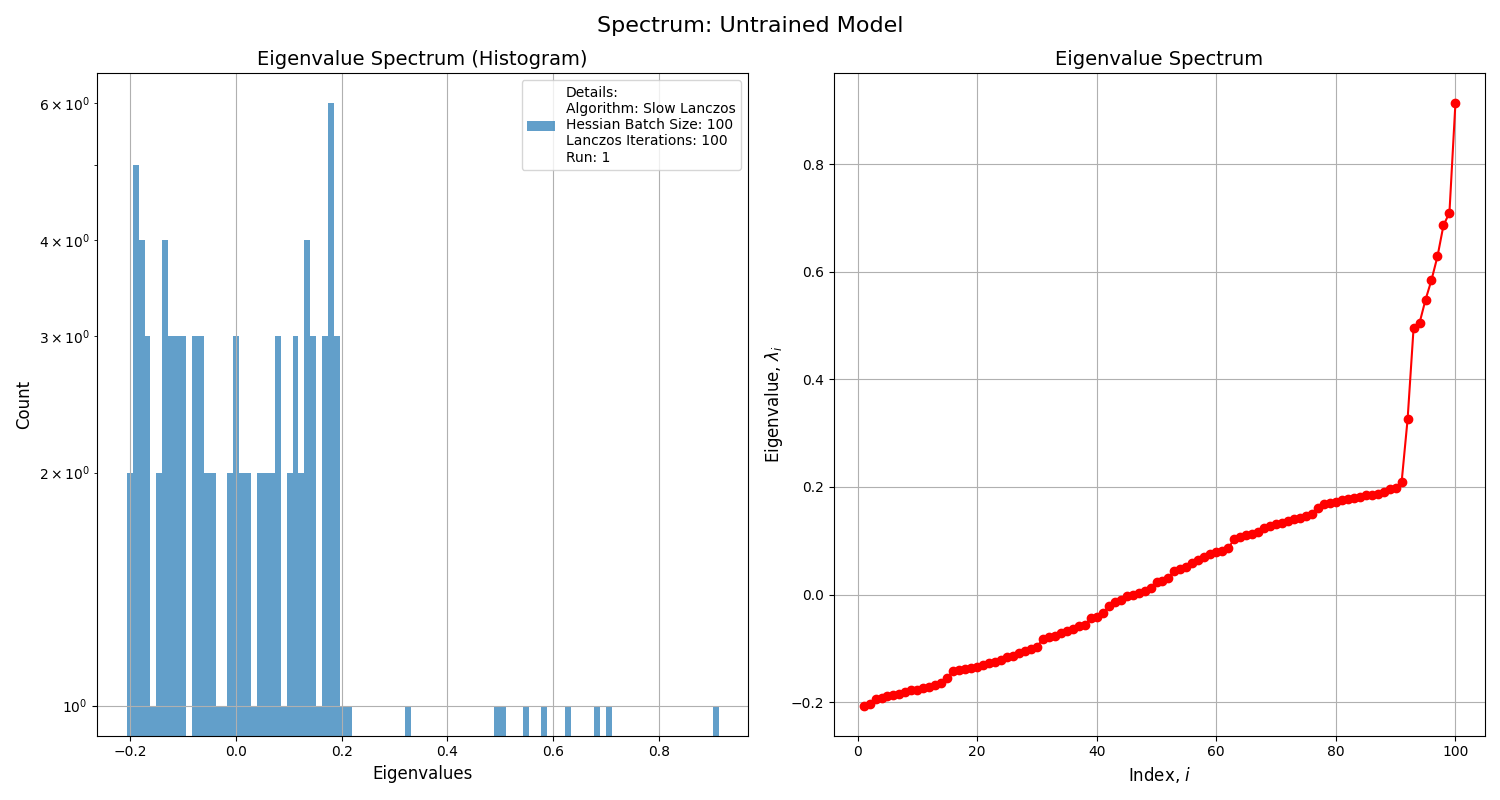 Spectrum: Untrained Model
Eigenvalue Spectrum (Histogram)
Details:
Algorithm: Slow Lanczos
Hessian Batch Size: 100
Lanczos Iterations: 100
Run: 1
6 × 10⁰
4 × 10⁰
3 × 10⁰
2 × 10⁰
10⁰
Count
−0.2 0.0 0.2 0.4 0.6 0.8
Eigenvalues
Eigenvalue Spectrum
0.8
0.6
0.4
0.2
0.0
−0.2
Eigenvalue, λᵢ
0 20 40 60 80 100
Index, i